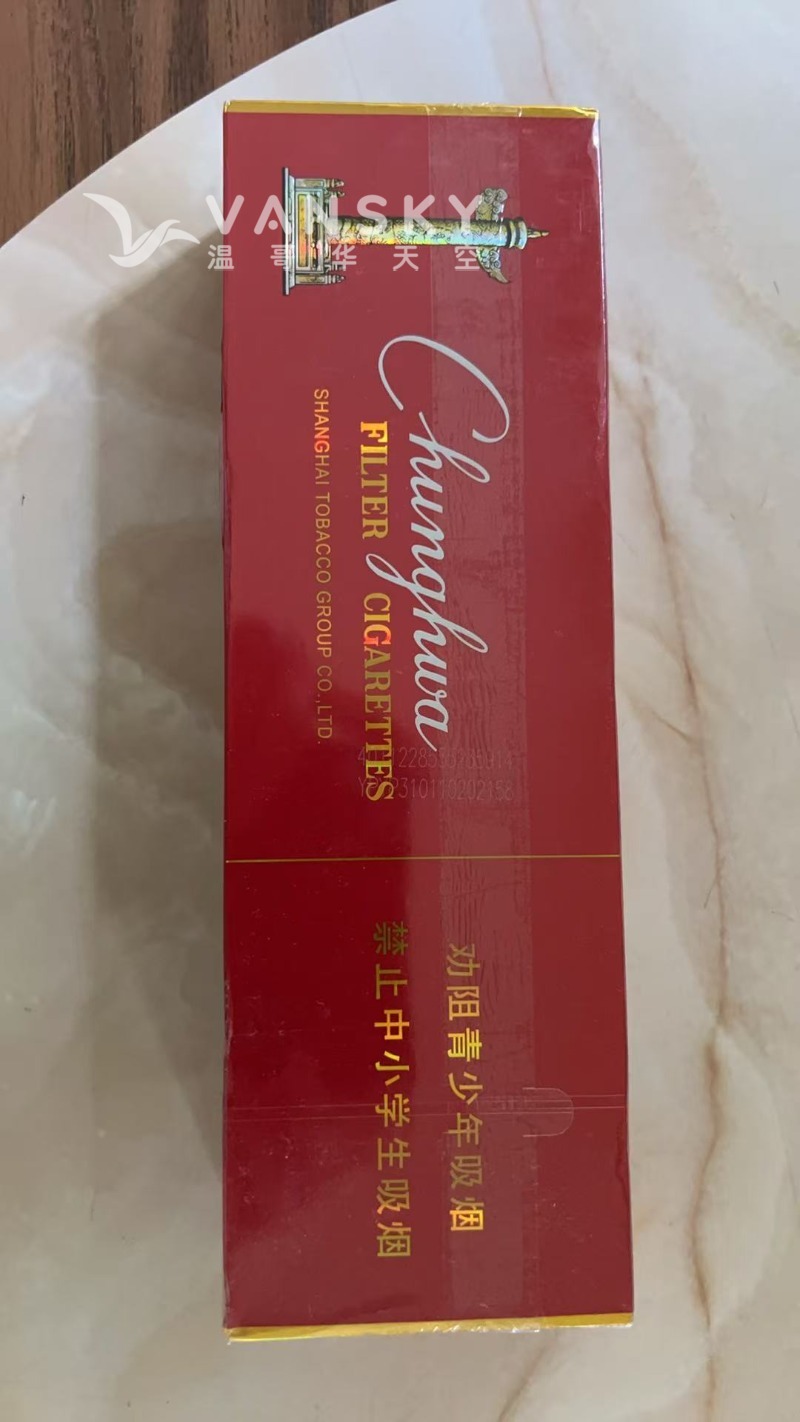 VANSKY
温哥华天空
Chunghwa
FILTER CIGARETTES
SHANGHAI TOBACCO GROUP CO.,LTD.
劝阻青少年吸烟
禁止中小学生吸烟